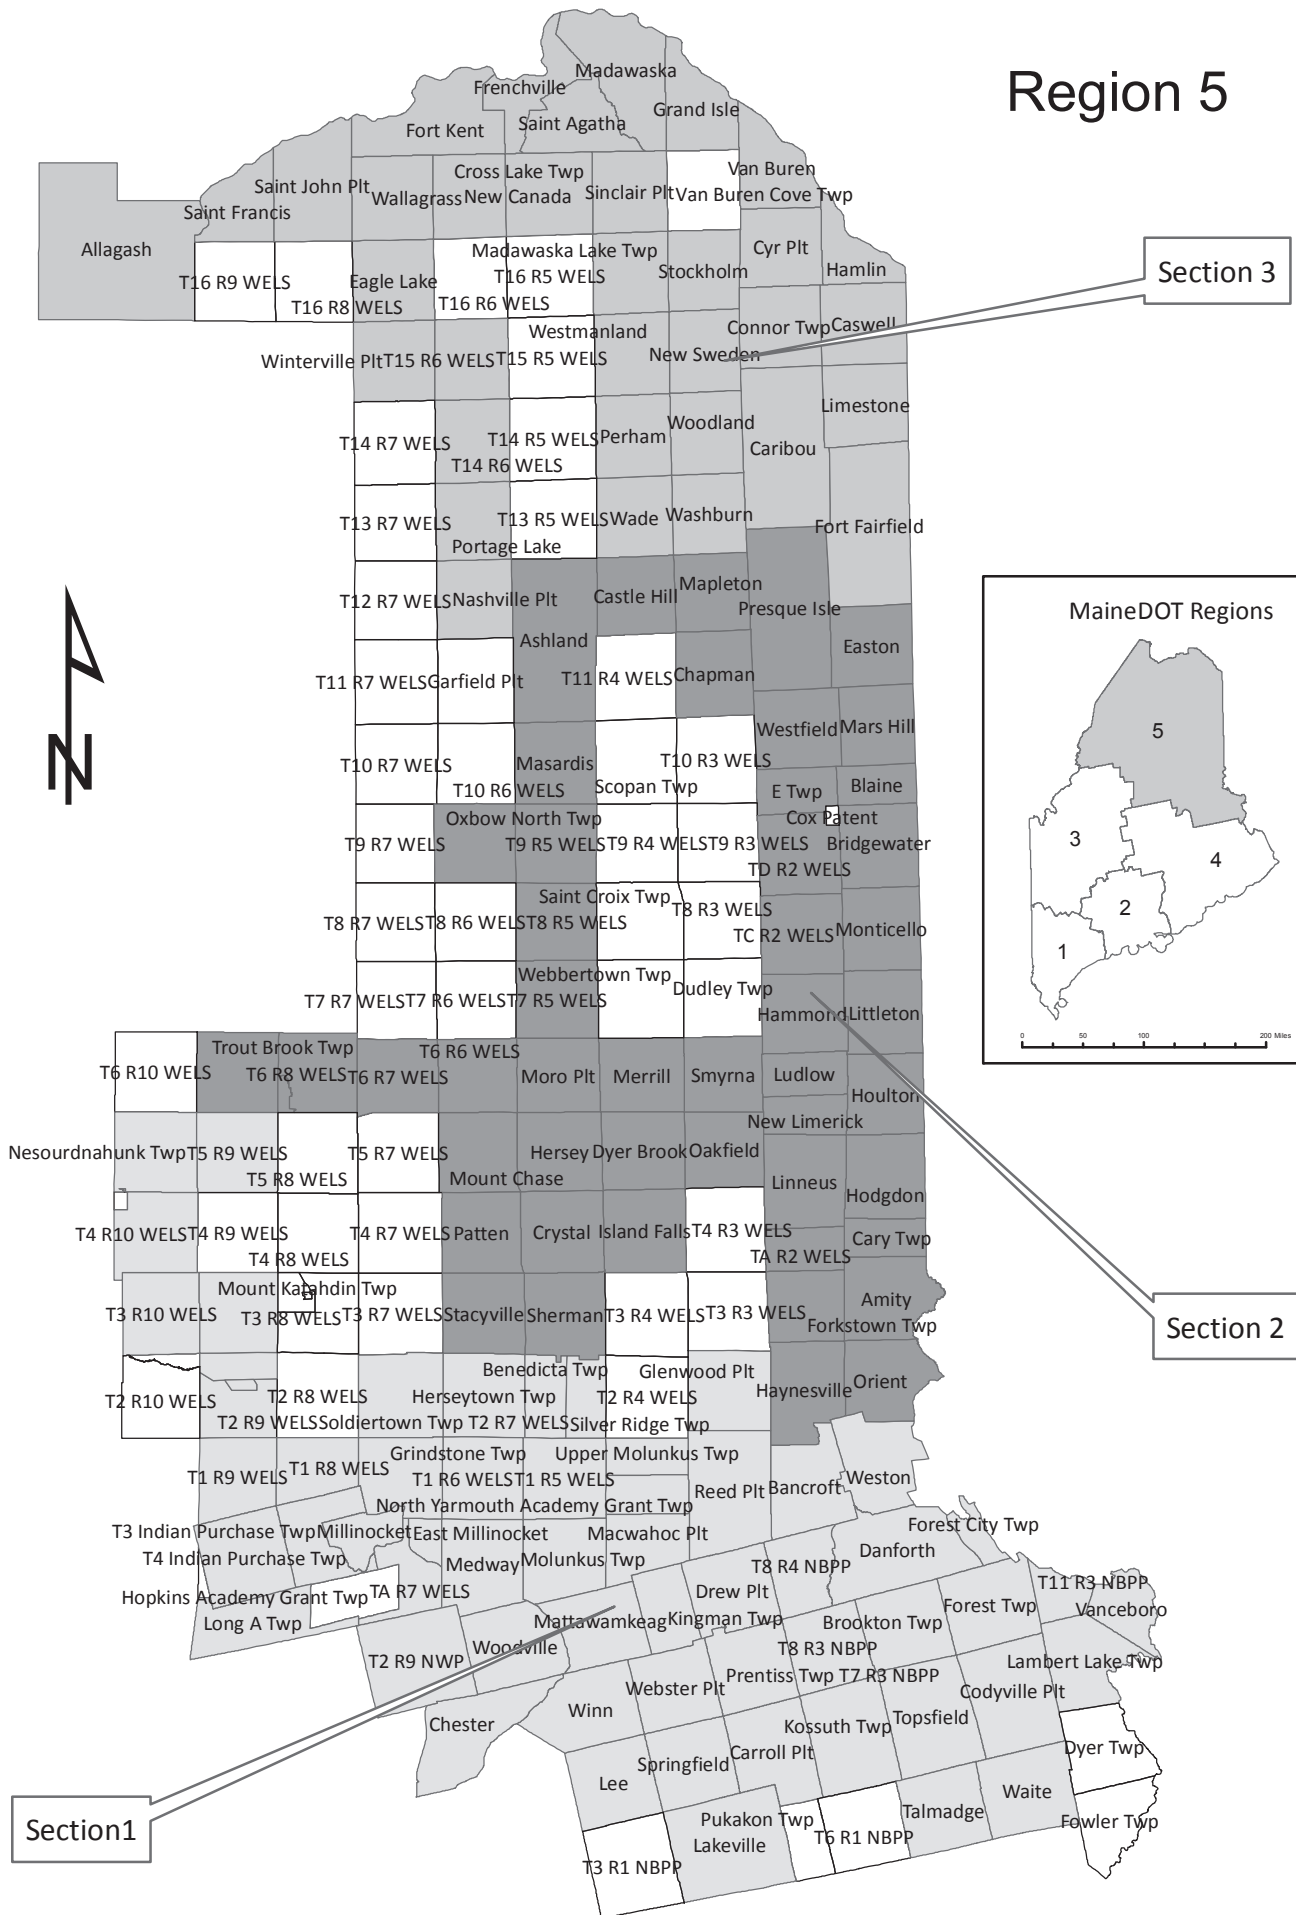 Region 5
Madawaska
Frenchville
Grand Isle
Saint Agatha
Fort Kent
Van Buren
Cross Lake Twp
Saint John Plt
Wallagrass
New Canada
Sinclair Plt
Van Buren Cove Twp
Saint Francis
Allagash
Madawaska Lake Twp
Cyr Plt
T16 R9 WELS
Eagle Lake
T16 R5 WELS
Stockholm
Hamlin
Section 3
T16 R8 WELS
T16 R6 WELS
Westmanland
Connor Twp
Caswell
Winterville Plt
T15 R6 WELS
T15 R5 WELS
New Sweden
Limestone
T14 R7 WELS
T14 R5 WELS
Perham
Woodland
Caribou
T14 R6 WELS
T13 R7 WELS
T13 R5 WELS
Wade
Washburn
Fort Fairfield
Portage Lake
T12 R7 WELS
Nashville Plt
Castle Hill
Mapleton
Presque Isle
Ashland
Easton
T11 R7 WELS
Garfield Plt
T11 R4 WELS
Chapman
Westfield
Mars Hill
T10 R7 WELS
Masardis
T10 R3 WELS
T10 R6 WELS
Scopan Twp
E Twp
Blaine
Oxbow North Twp
Cox Patent
T9 R7 WELS
T9 R5 WELS
T9 R4 WELS
T9 R3 WELS
Bridgewater
TD R2 WELS
Saint Croix Twp
T8 R7 WELS
T8 R6 WELS
T8 R5 WELS
T8 R3 WELS
TC R2 WELS
Monticello
Webbertown Twp
Dudley Twp
T7 R7 WELS
T7 R6 WELS
T7 R5 WELS
Hammond
Littleton
Trout Brook Twp
T6 R6 WELS
T6 R10 WELS
T6 R8 WELS
T6 R7 WELS
Moro Plt
Merrill
Smyrna
Ludlow
Houlton
New Limerick
Nesourdnahunk Twp
T5 R9 WELS
T5 R7 WELS
Hersey
Dyer Brook
Oakfield
T5 R8 WELS
Mount Chase
Linneus
Hodgdon
T4 R10 WELS
T4 R9 WELS
T4 R7 WELS
Patten
Crystal
Island Falls
T4 R3 WELS
Cary Twp
T4 R8 WELS
TA R2 WELS
Mount Katahdin Twp
Amity
T3 R10 WELS
T3 R8 WELS
T3 R7 WELS
Stacyville
Sherman
T3 R4 WELS
T3 R3 WELS
Forkstown Twp
Section 2
Benedicta Twp
Glenwood Plt
T2 R10 WELS
T2 R8 WELS
Herseytown Twp
T2 R4 WELS
Haynesville
Orient
T2 R9 WELS
Soldiertown Twp T2 R7 WELS
Silver Ridge Twp
Grindstone Twp
Upper Molunkus Twp
T1 R9 WELS
T1 R8 WELS
T1 R6 WELS
T1 R5 WELS
Reed Plt
Bancroft
Weston
North Yarmouth Academy Grant Twp
T3 Indian Purchase Twp
Millinocket
East Millinocket
Macwahoc Plt
Forest City Twp
T4 Indian Purchase Twp
Medway
Molunkus Twp
T8 R4 NBPP
Danforth
Hopkins Academy Grant Twp
TA R7 WELS
Drew Plt
T11 R3 NBPP
Long A Twp
Mattawamkeag
Kingman Twp
Brookton Twp
Forest Twp
Vanceboro
T2 R9 NWP
Woodville
T8 R3 NBPP
Lambert Lake Twp
Webster Plt
Prentiss Twp T7 R3 NBPP
Codyville Plt
Chester
Winn
Kossuth Twp
Topsfield
Springfield
Carroll Plt
Dyer Twp
Lee
Waite
Section1
Pukakon Twp
Talmadge
Fowler Twp
Lakeville
T6 R1 NBPP
T3 R1 NBPP
N
MaineDOT Regions
5
3
4
2
1
0 50 100 200 Miles